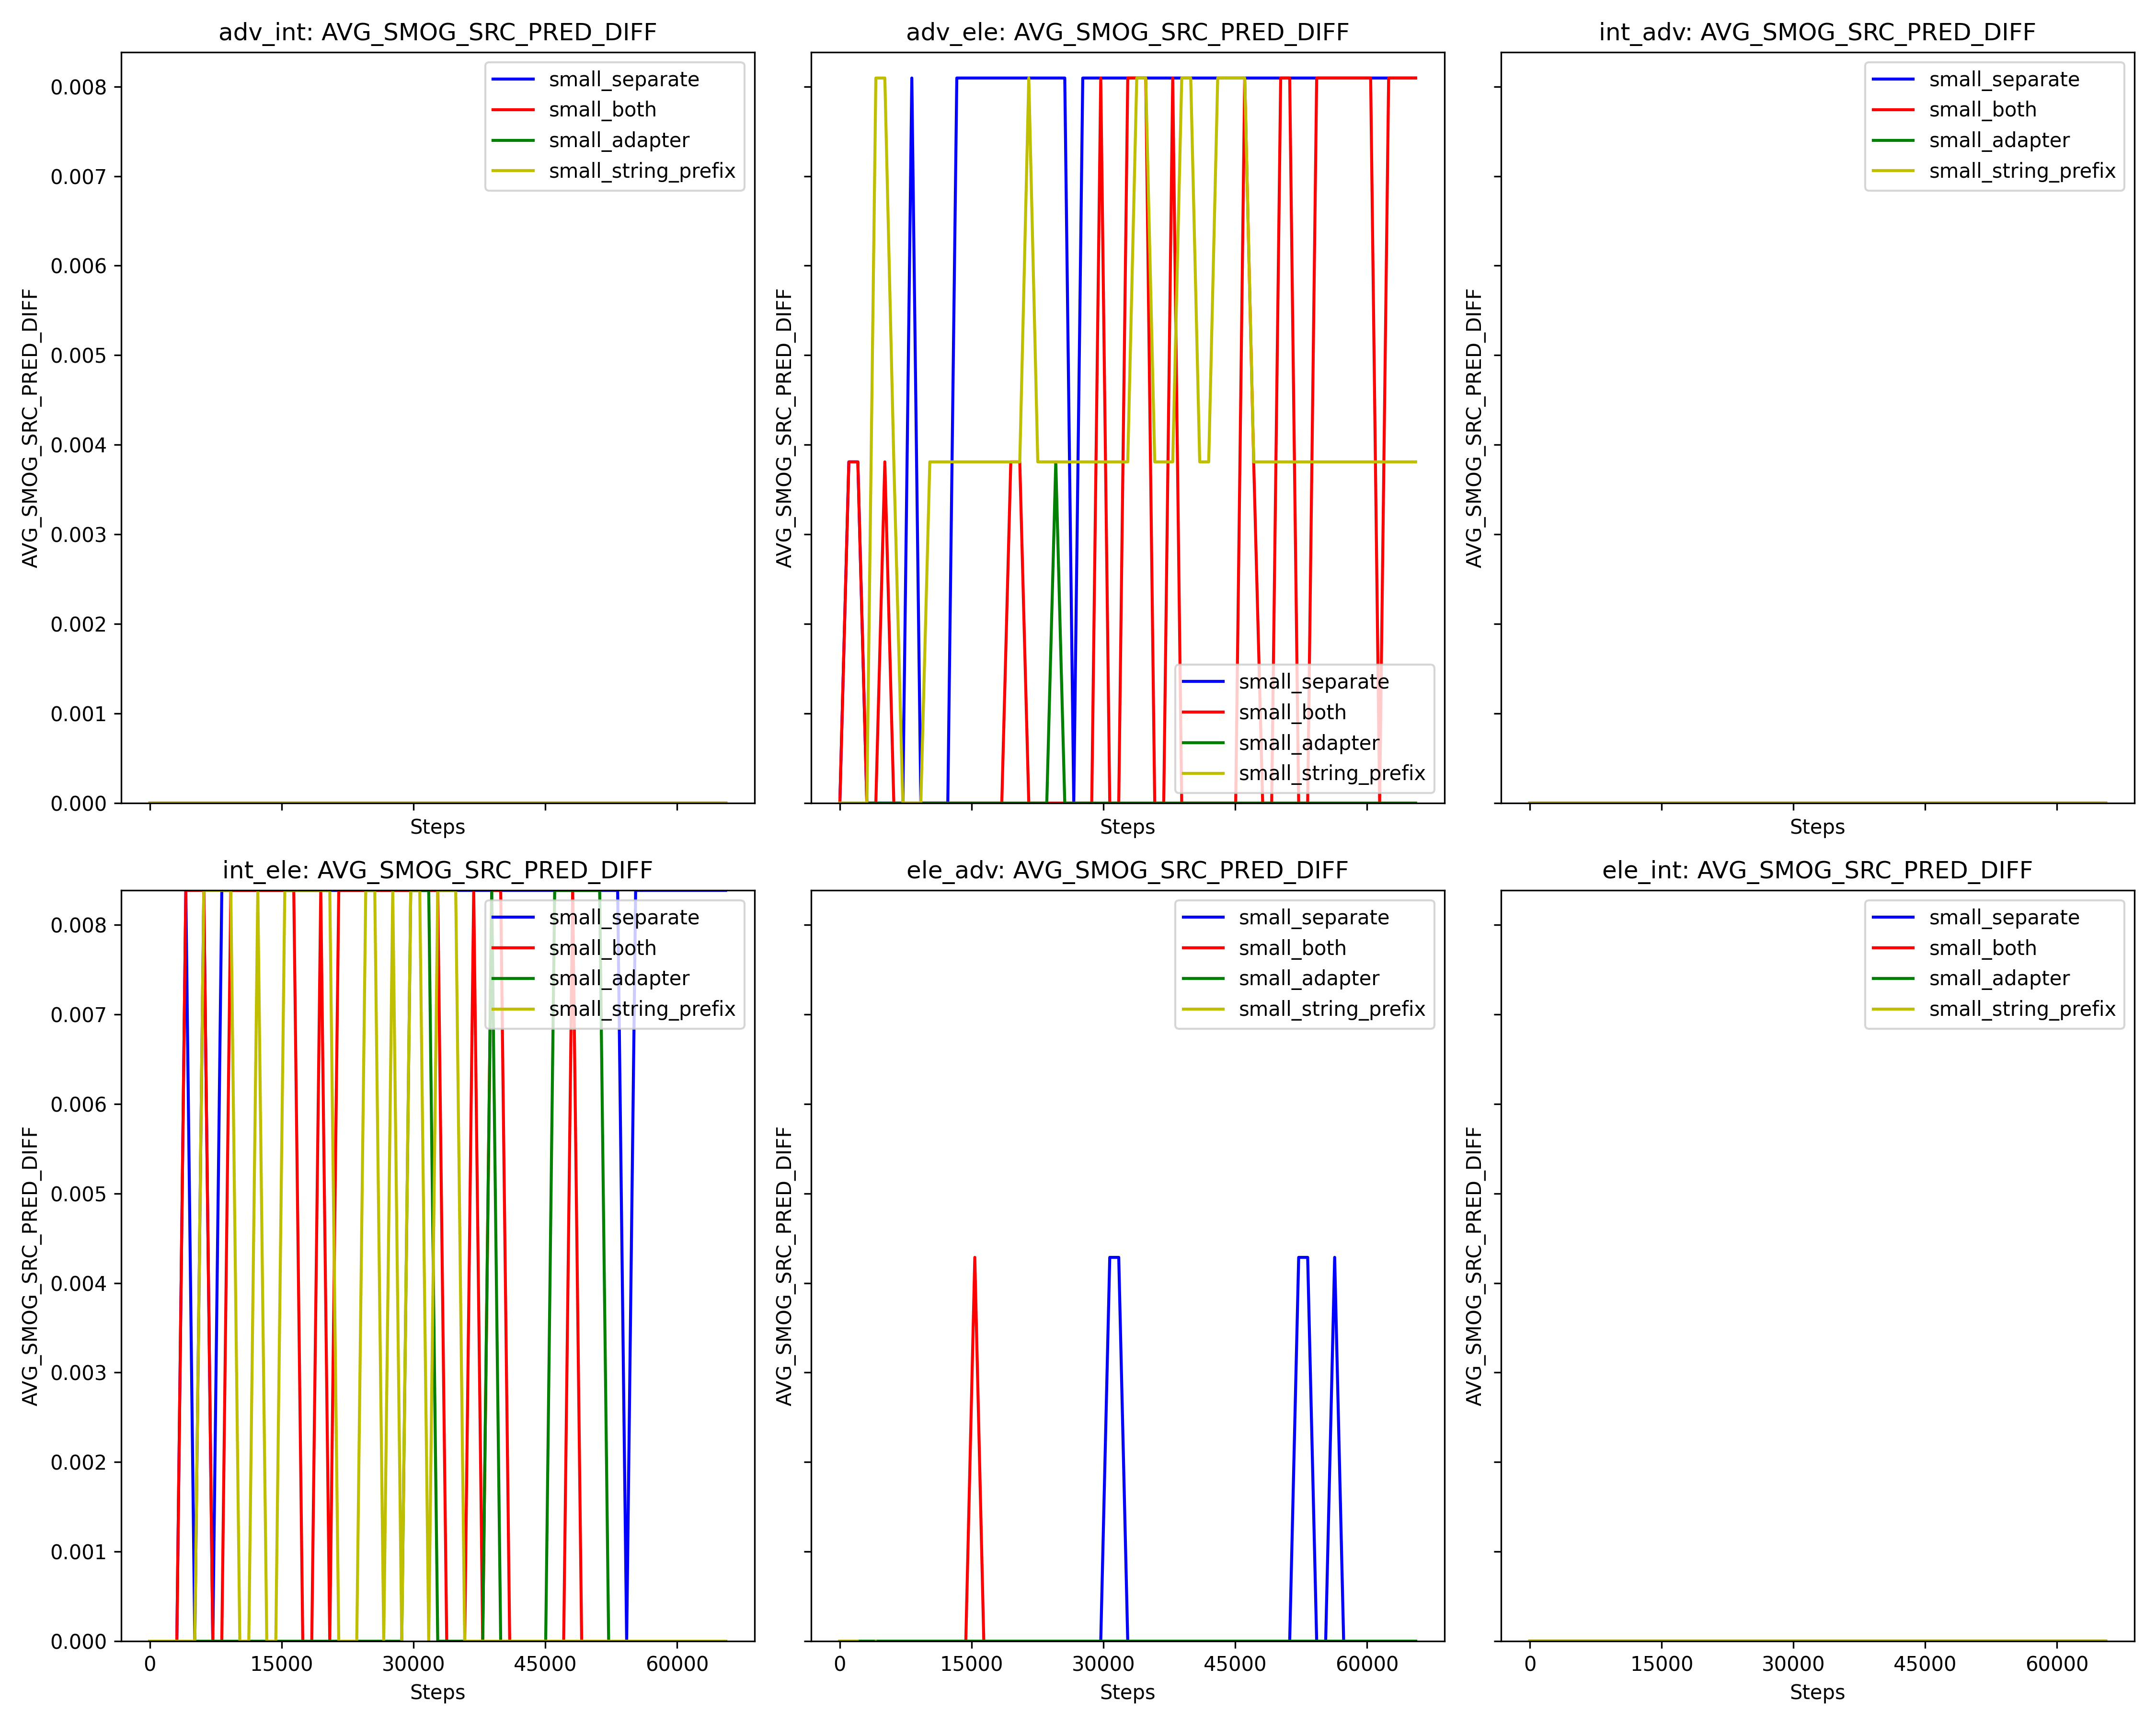 adv_int: AVG_SMOG_SRC_PRED_DIFF
adv_ele: AVG_SMOG_SRC_PRED_DIFF
int_adv: AVG_SMOG_SRC_PRED_DIFF
AVG_SMOG_SRC_PRED_DIFF
0.008
0.007
0.006
0.005
0.004
0.003
0.002
0.001
0.000
small_separate
small_both
small_adapter
small_string_prefix
Steps
AVG_SMOG_SRC_PRED_DIFF
small_separate
small_both
small_adapter
small_string_prefix
Steps
AVG_SMOG_SRC_PRED_DIFF
small_separate
small_both
small_adapter
small_string_prefix
Steps
int_ele: AVG_SMOG_SRC_PRED_DIFF
ele_adv: AVG_SMOG_SRC_PRED_DIFF
ele_int: AVG_SMOG_SRC_PRED_DIFF
AVG_SMOG_SRC_PRED_DIFF
0.008
0.007
0.006
0.005
0.004
0.003
0.002
0.001
0.000
small_separate
small_both
small_adapter
small_string_prefix
0 15000 30000 45000 60000
Steps
AVG_SMOG_SRC_PRED_DIFF
small_separate
small_both
small_adapter
small_string_prefix
0 15000 30000 45000 60000
Steps
AVG_SMOG_SRC_PRED_DIFF
small_separate
small_both
small_adapter
small_string_prefix
0 15000 30000 45000 60000
Steps